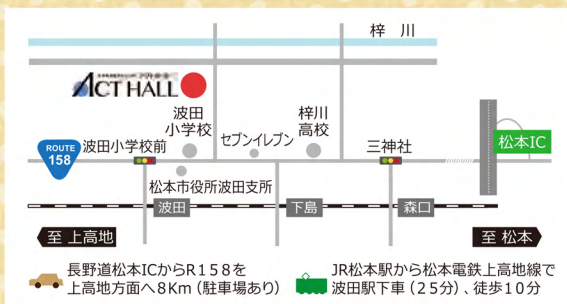 梓 川
ACT HALL
波田
小学校
セブンイレブン
梓川
高校
ROUTE
158
波田小学校前
三神社
松本IC
松本市役所波田支所
波田
下島
森口
至 上高地
至 松本
長野道松本ICからR158を
上高地方面へ8Km（駐車場あり）
JR松本駅から松本電鉄上高地線で
波田駅下車（25分）、徒歩10分